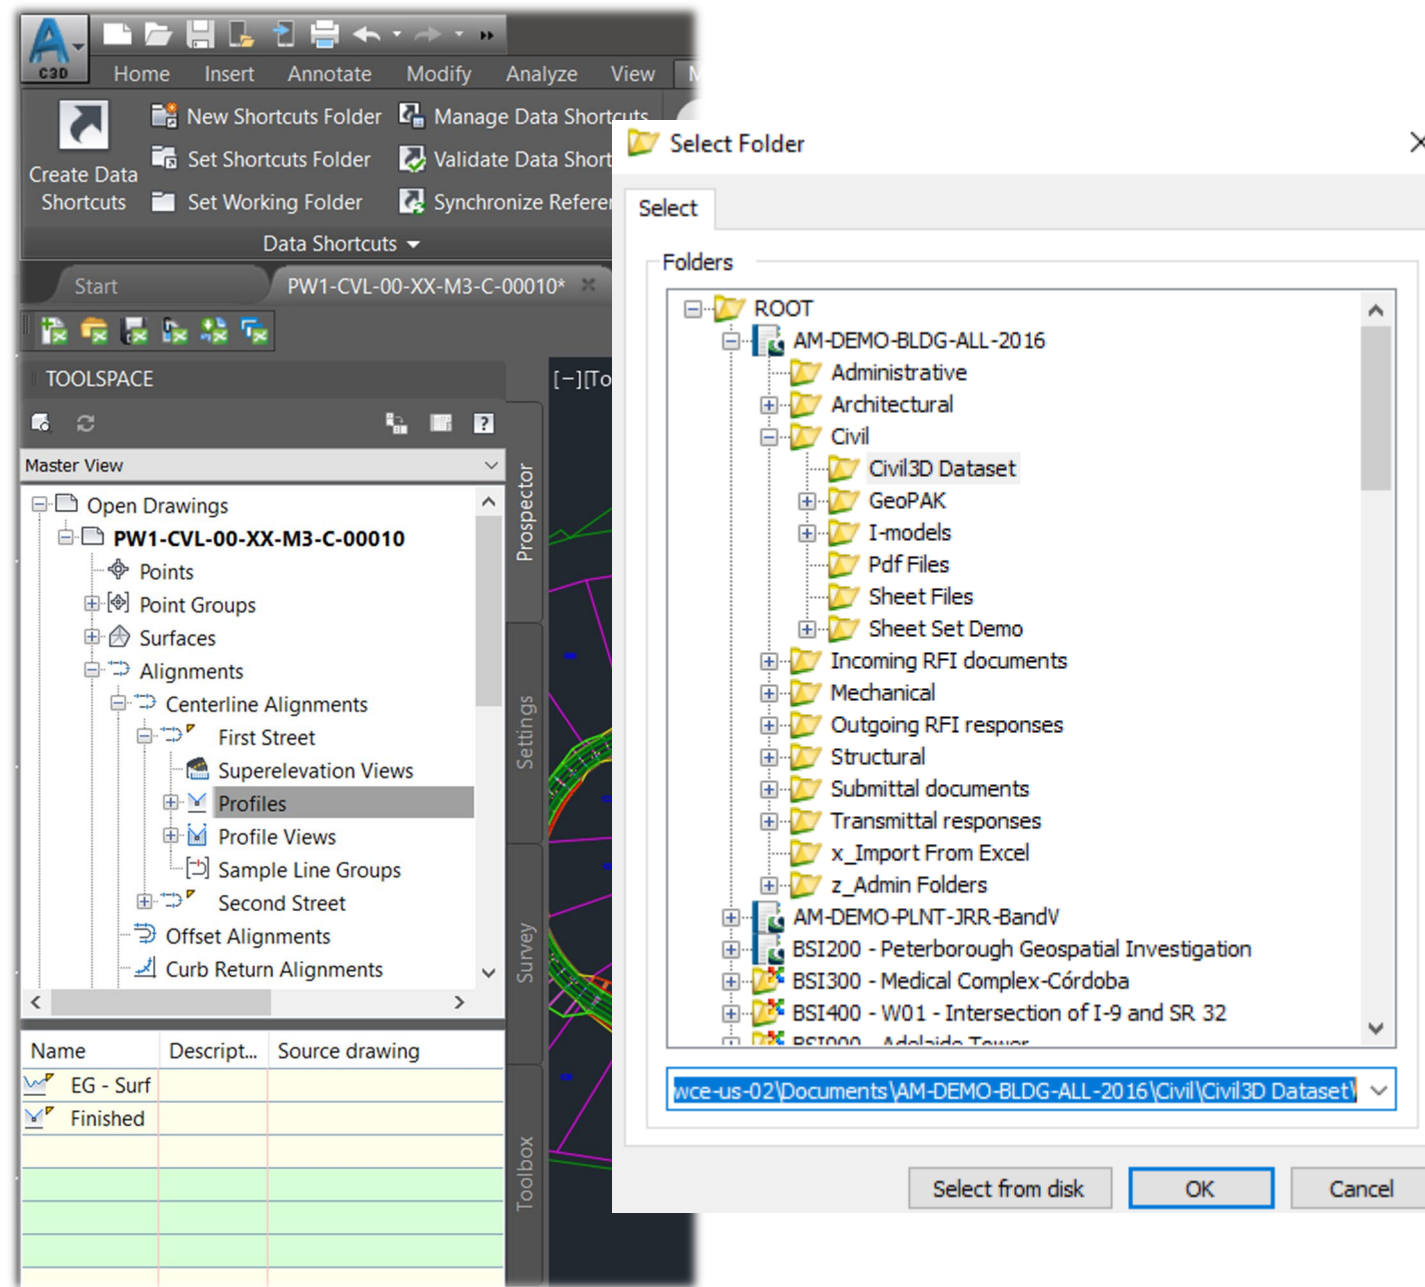 C3D
Home Insert Annotate Modify Analyze View
New Shortcuts Folder Manage Data Shortcuts
Create Data Shortcuts
Set Shortcuts Folder Validate Data Short
Set Working Folder Synchronize Refere
Data Shortcuts
Start PW1-CVL-00-XX-M3-C-00010*
TOOLSPACE
[−][To
Master View
Open Drawings
PW1-CVL-00-XX-M3-C-00010
Points
Point Groups
Surfaces
Alignments
Centerline Alignments
First Street
Superelevation Views
Profiles
Profile Views
Sample Line Groups
Second Street
Offset Alignments
Curb Return Alignments
Name Descript... Source drawing
EG - Surf
Finished
Prospector
Settings
Survey
Toolbox
Select Folder
Select
Folders
ROOT
AM-DEMO-BLDG-ALL-2016
Administrative
Architectural
Civil
Civil3D Dataset
GeoPAK
I-models
Pdf Files
Sheet Files
Sheet Set Demo
Incoming RFI documents
Mechanical
Outgoing RFI responses
Structural
Submittal documents
Transmittal responses
x_Import From Excel
z_Admin Folders
AM-DEMO-PLNT-JRR-BandV
BSI200 - Peterborough Geospatial Investigation
BSI300 - Medical Complex-Córdoba
BSI400 - W01 - Intersection of I-9 and SR 32
wce-us-02\Documents\AM-DEMO-BLDG-ALL-2016\Civil\Civil3D Dataset\
Select from disk OK Cancel